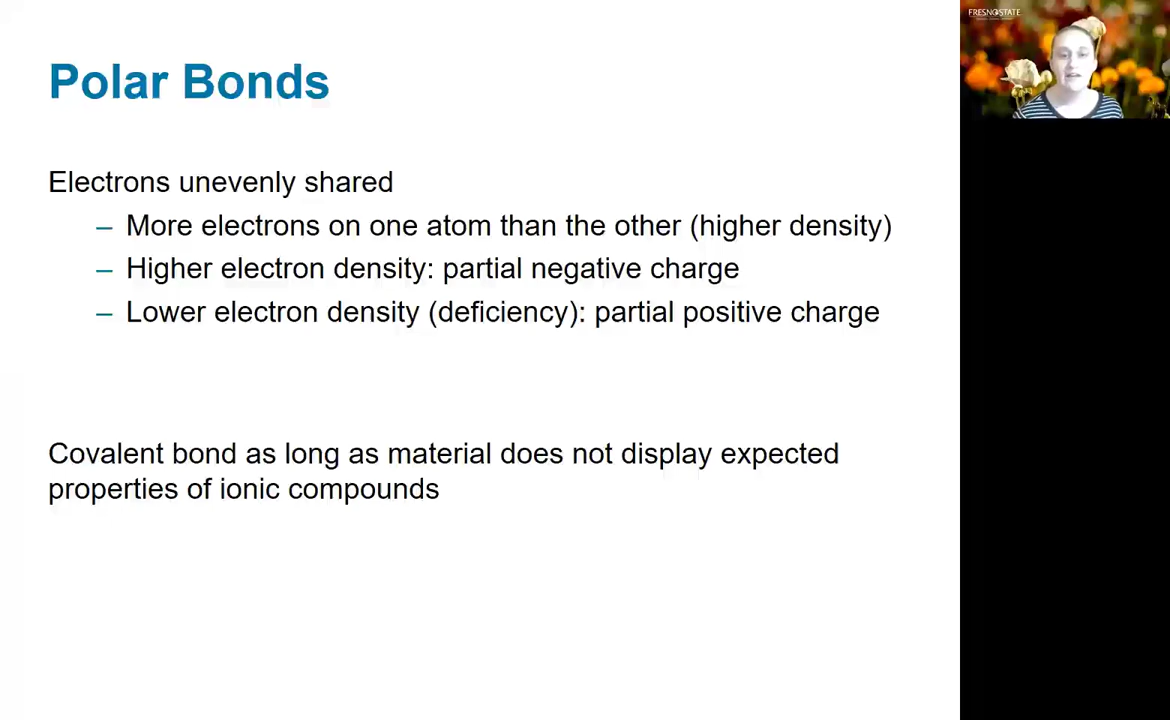 Polar Bonds
Electrons unevenly shared
– More electrons on one atom than the other (higher density)
– Higher electron density: partial negative charge
– Lower electron density (deficiency): partial positive charge
Covalent bond as long as material does not display expected
properties of ionic compounds
FRESNO STATE